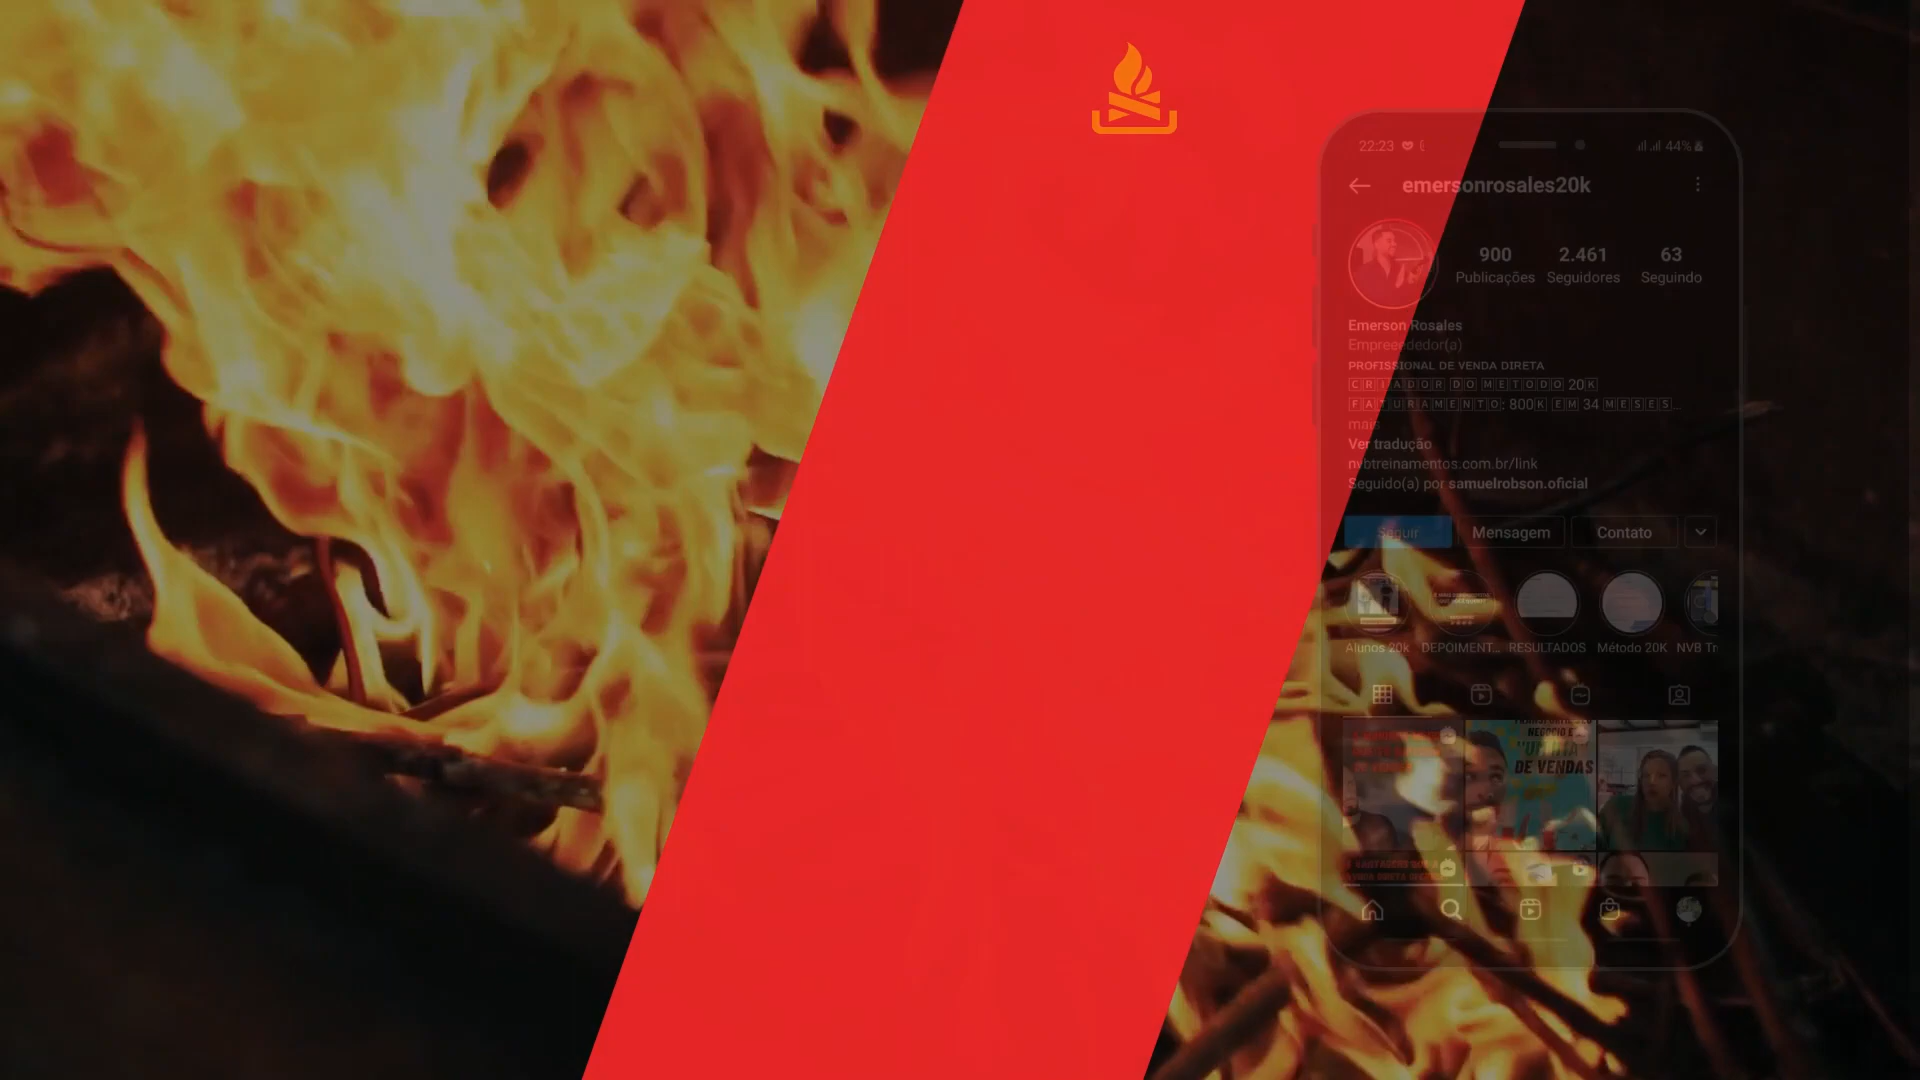 22:23
44%
emersonrosales20k
900 2.461 63
Publicações Seguidores Seguindo
Emerson Rosales
Empreendedor(a)
PROFISSIONAL DE VENDA DIRETA
CRIADOR DO METODO 20K
FATURAMENTO: 800K EM 34 MESES...
mais
Ver tradução
nvbtreinamentos.com.br/link
Seguido(a) por samuelrobson.oficial
Seguir Mensagem Contato
Alunos 20k DEPOIMENT... RESULTADOS Método 20K NVB Tr
NEGÓCIO E
DE VENDAS